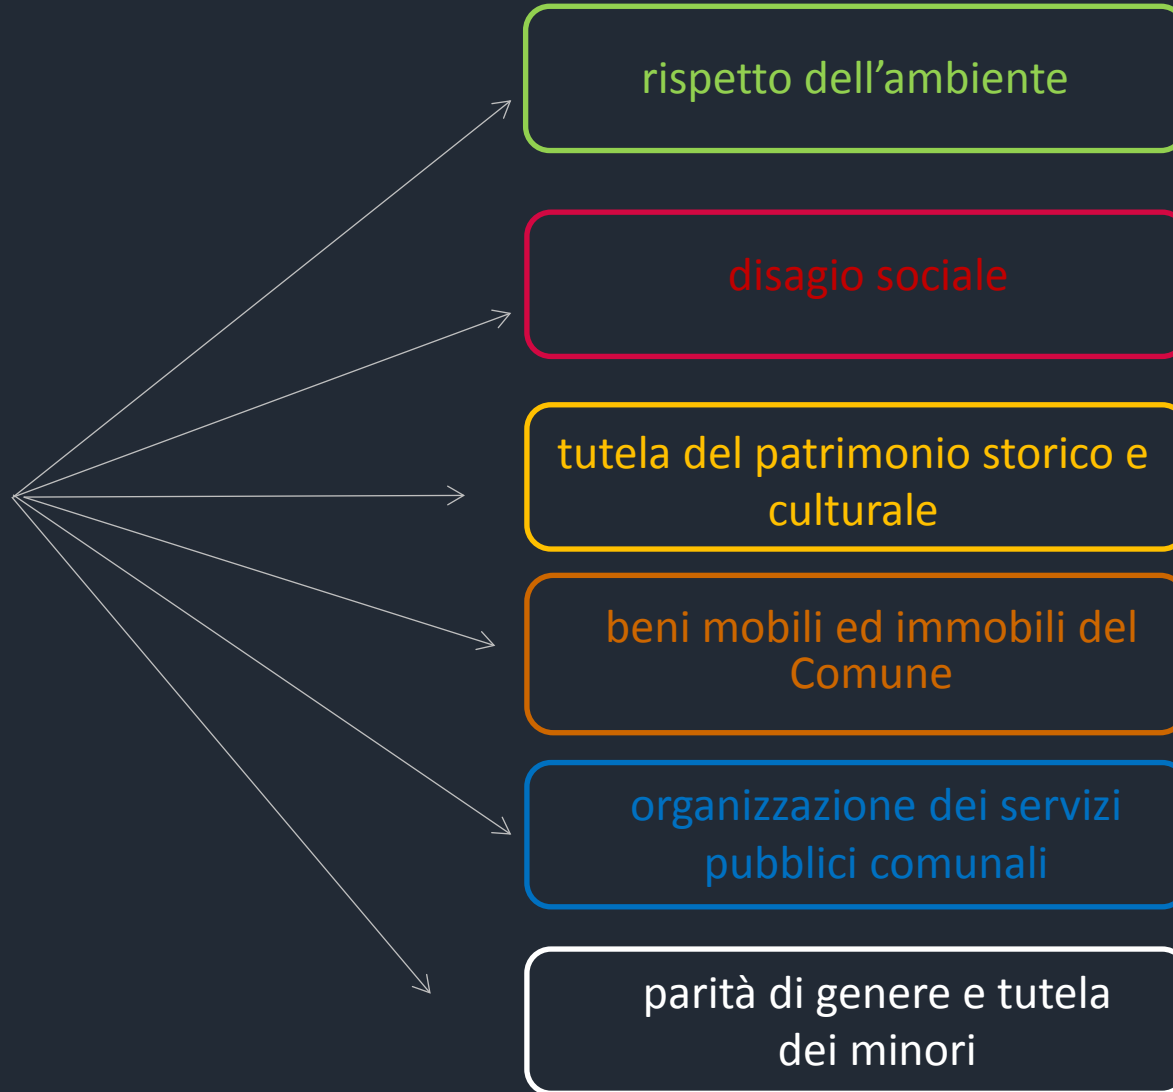 rispetto dell’ambiente
disagio sociale
tutela del patrimonio storico e
culturale
beni mobili ed immobili del
Comune
organizzazione dei servizi
pubblici comunali
parità di genere e tutela
dei minori